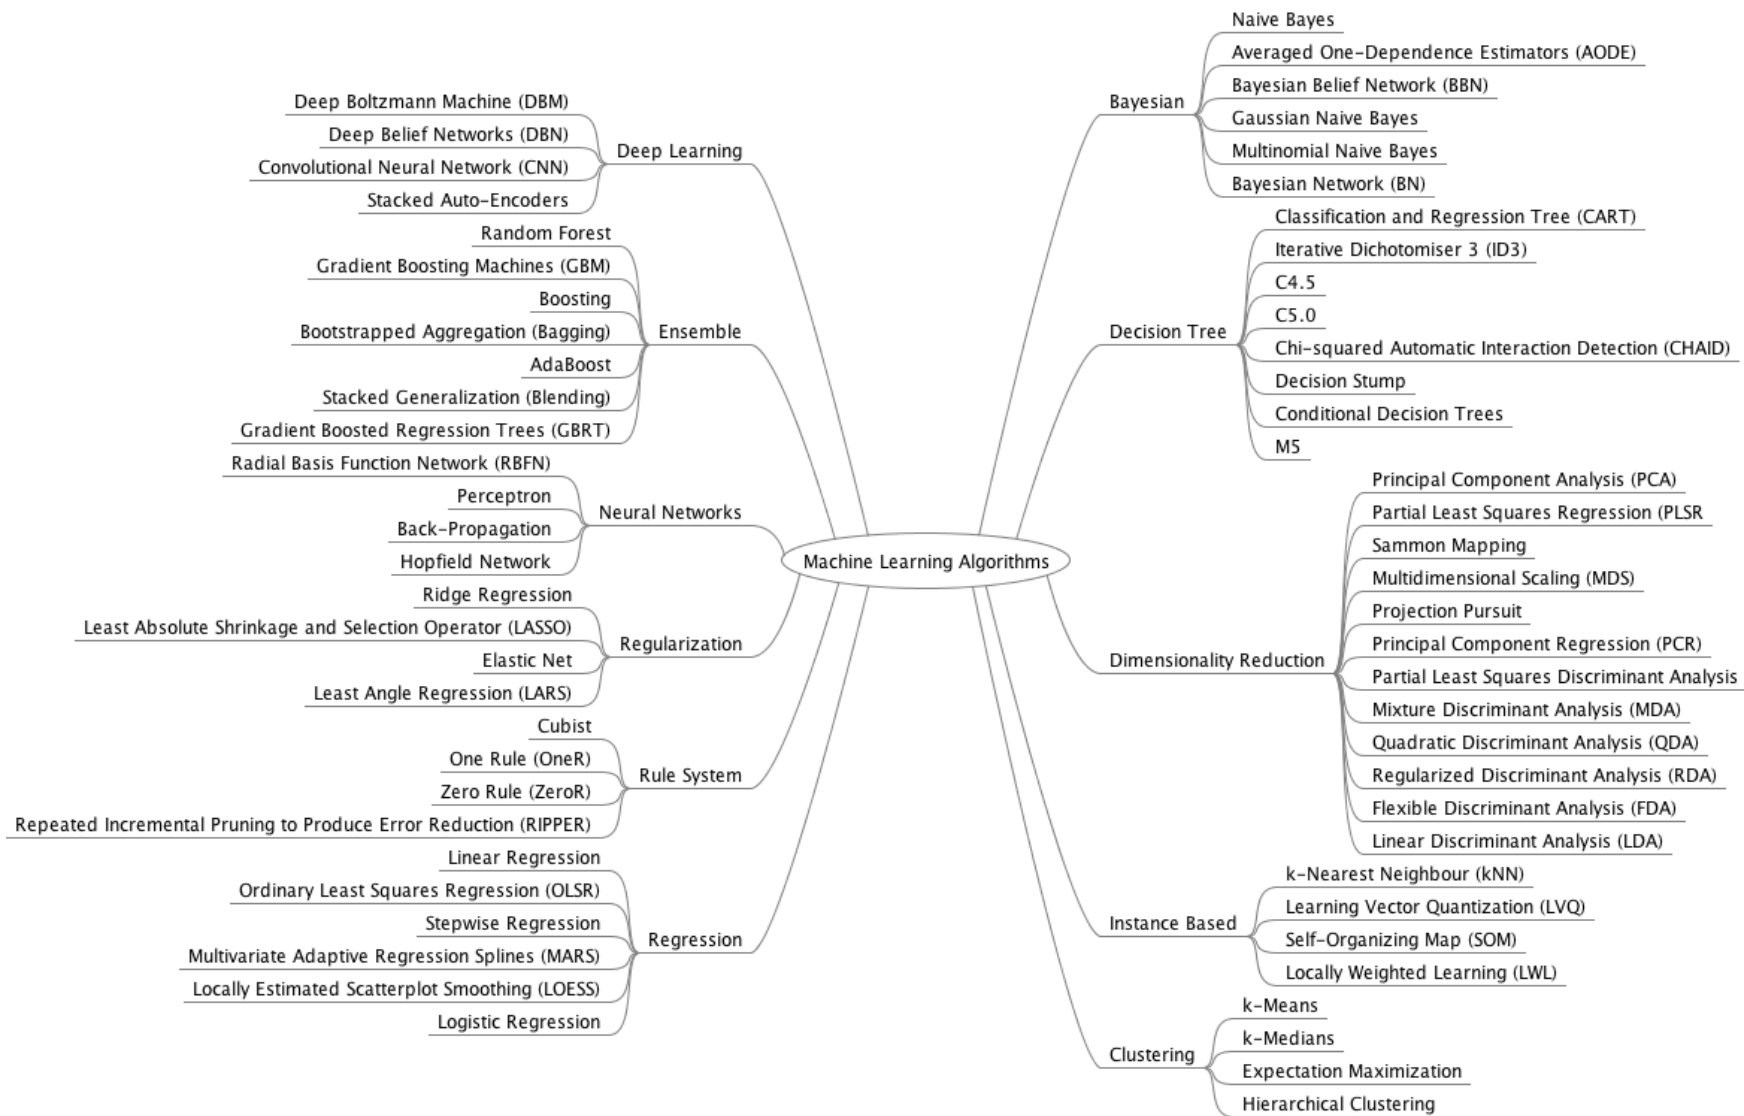 Machine Learning Algorithms
Deep Learning
Deep Boltzmann Machine (DBM)
Deep Belief Networks (DBN)
Convolutional Neural Network (CNN)
Stacked Auto-Encoders
Ensemble
Random Forest
Gradient Boosting Machines (GBM)
Boosting
Bootstrapped Aggregation (Bagging)
AdaBoost
Stacked Generalization (Blending)
Gradient Boosted Regression Trees (GBRT)
Neural Networks
Radial Basis Function Network (RBFN)
Perceptron
Back-Propagation
Hopfield Network
Regularization
Ridge Regression
Least Absolute Shrinkage and Selection Operator (LASSO)
Elastic Net
Least Angle Regression (LARS)
Rule System
Cubist
One Rule (OneR)
Zero Rule (ZeroR)
Repeated Incremental Pruning to Produce Error Reduction (RIPPER)
Regression
Linear Regression
Ordinary Least Squares Regression (OLSR)
Stepwise Regression
Multivariate Adaptive Regression Splines (MARS)
Locally Estimated Scatterplot Smoothing (LOESS)
Logistic Regression
Bayesian
Naive Bayes
Averaged One-Dependence Estimators (AODE)
Bayesian Belief Network (BBN)
Gaussian Naive Bayes
Multinomial Naive Bayes
Bayesian Network (BN)
Decision Tree
Classification and Regression Tree (CART)
Iterative Dichotomiser 3 (ID3)
C4.5
C5.0
Chi-squared Automatic Interaction Detection (CHAID)
Decision Stump
Conditional Decision Trees
M5
Dimensionality Reduction
Principal Component Analysis (PCA)
Partial Least Squares Regression (PLSR
Sammon Mapping
Multidimensional Scaling (MDS)
Projection Pursuit
Principal Component Regression (PCR)
Partial Least Squares Discriminant Analysis
Mixture Discriminant Analysis (MDA)
Quadratic Discriminant Analysis (QDA)
Regularized Discriminant Analysis (RDA)
Flexible Discriminant Analysis (FDA)
Linear Discriminant Analysis (LDA)
Instance Based
k-Nearest Neighbour (kNN)
Learning Vector Quantization (LVQ)
Self-Organizing Map (SOM)
Locally Weighted Learning (LWL)
Clustering
k-Means
k-Medians
Expectation Maximization
Hierarchical Clustering